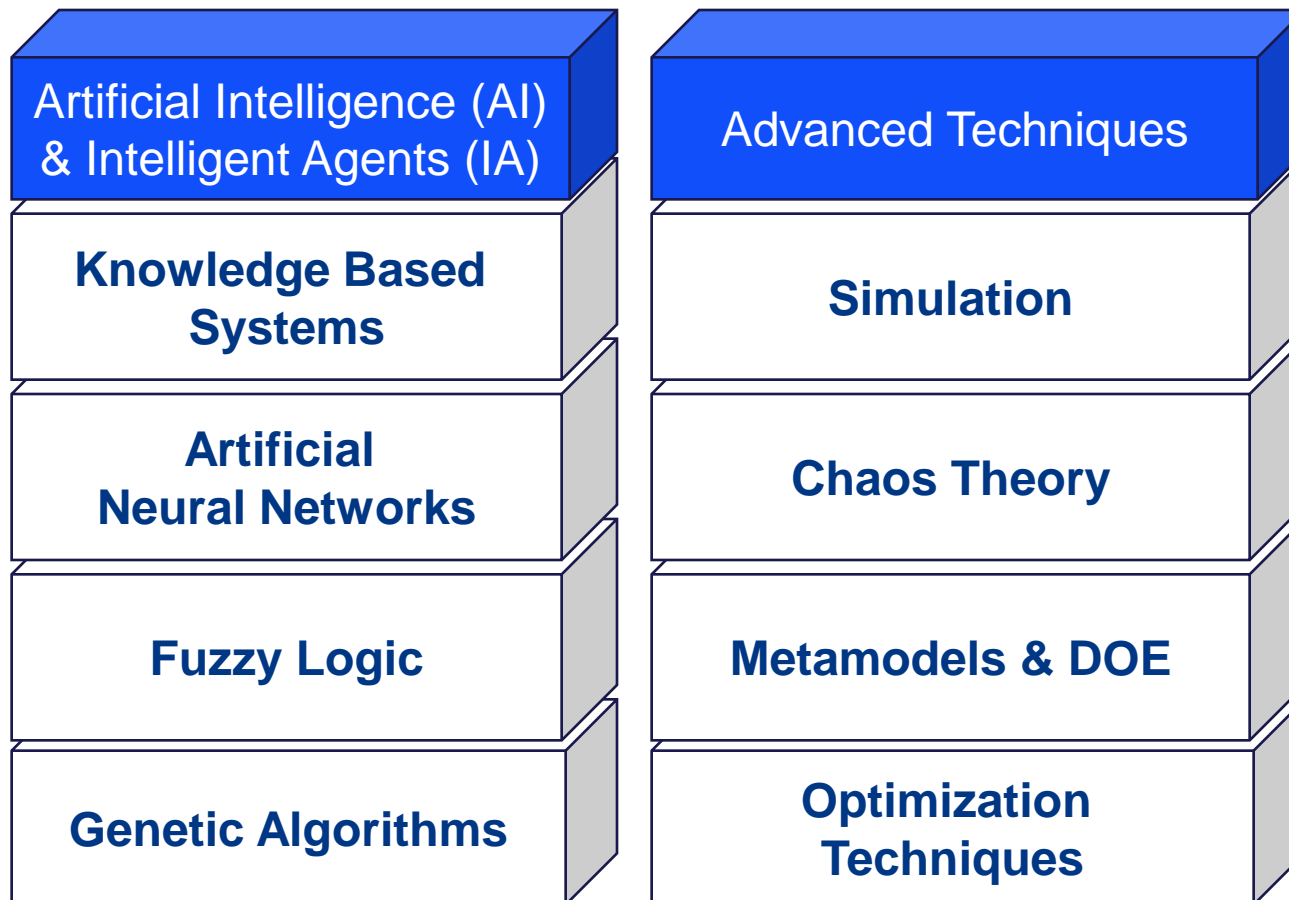 Artificial Intelligence (AI)
& Intelligent Agents (IA)
Knowledge Based
Systems
Artificial
Neural Networks
Fuzzy Logic
Genetic Algorithms
Advanced Techniques
Simulation
Chaos Theory
Metamodels & DOE
Optimization
Techniques